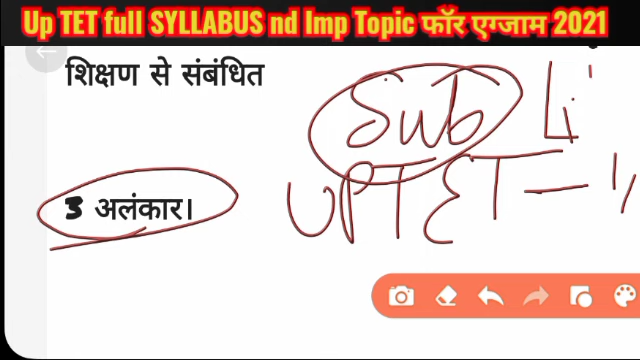 Up TET full SYLLABUS nd Imp Topic फॉर एग्जाम 2021
शिक्षण से संबंधित
Sub
3 अलंकार।
UPTET -